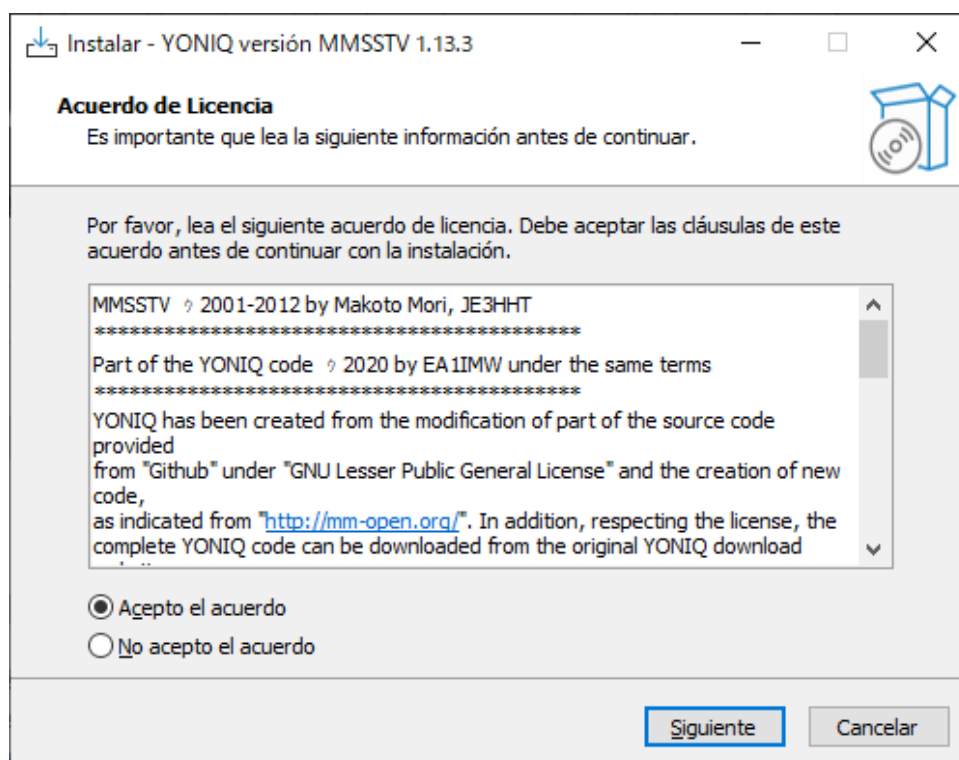 Instalar - YONIQ versión MMSSTV 1.13.3
Acuerdo de Licencia
Es importante que lea la siguiente información antes de continuar.
Por favor, lea el siguiente acuerdo de licencia. Debe aceptar las cláusulas de este
acuerdo antes de continuar con la instalación.
MMSSTV ｩ 2001-2012 by Makoto Mori, JE3HHT
*******************************************
Part of the YONIQ code ｩ 2020 by EA1IMW under the same terms
*******************************************
YONIQ has been created from the modification of part of the source code
provided
from "Github" under "GNU Lesser Public General License" and the creation of new
code,
as indicated from "http://mm-open.org/". In addition, respecting the license, the
complete YONIQ code can be downloaded from the original YONIQ download
Acepto el acuerdo
No acepto el acuerdo
Siguiente
Cancelar